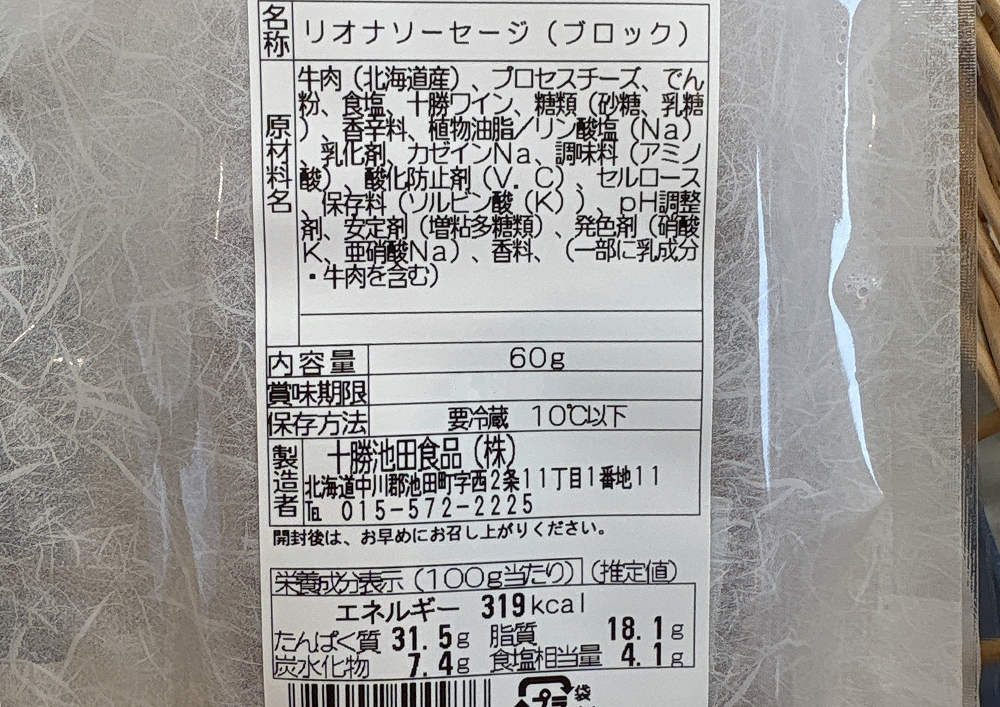 名称 リオナソーセージ（ブロック）
原材料名
牛肉（北海道産）、プロセスチーズ、でん
粉、食塩、十勝ワイン、糖類（砂糖、乳糖
）、香辛料、植物油脂／リン酸塩（Ｎａ）
、乳化剤、カゼインＮａ、調味料（アミノ
酸）、酸化防止剤（Ｖ．Ｃ）、セルロース
、保存料（ソルビン酸（Ｋ））、ｐＨ調整
剤、安定剤（増粘多糖類）、発色剤（硝酸
Ｋ、亜硝酸Ｎａ）、香料、（一部に乳成分
・牛肉を含む）
内容量 60g
賞味期限
保存方法 要冷蔵 10℃以下
製造者 十勝池田食品（株）
北海道中川郡池田町字西2条11丁目1番地11
℡ 015-572-2225
開封後は、お早めにお召し上がりください。
栄養成分表示（100g当たり）（推定値）
エネルギー 319kcal
たんぱく質 31.5g 脂質 18.1g
炭水化物 7.4g 食塩相当量 4.1g
プラ 袋